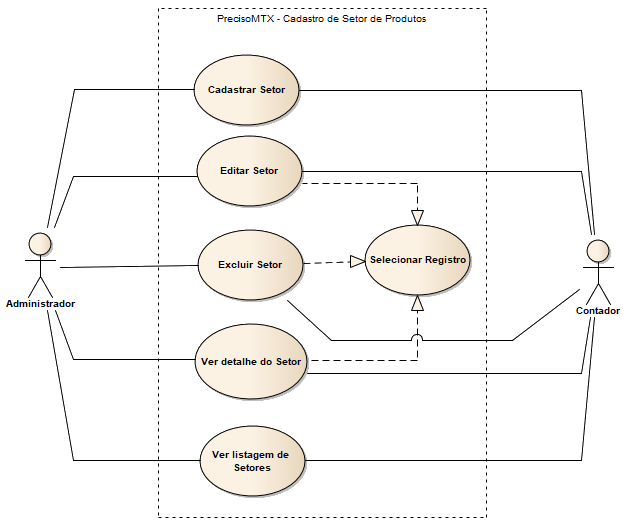 PrecisoMTX - Cadastro de Setor de Produtos
Cadastrar Setor
Editar Setor
Excluir Setor
Selecionar Registro
Administrador
Contador
Ver detalhe do Setor
Ver listagem de
Setores